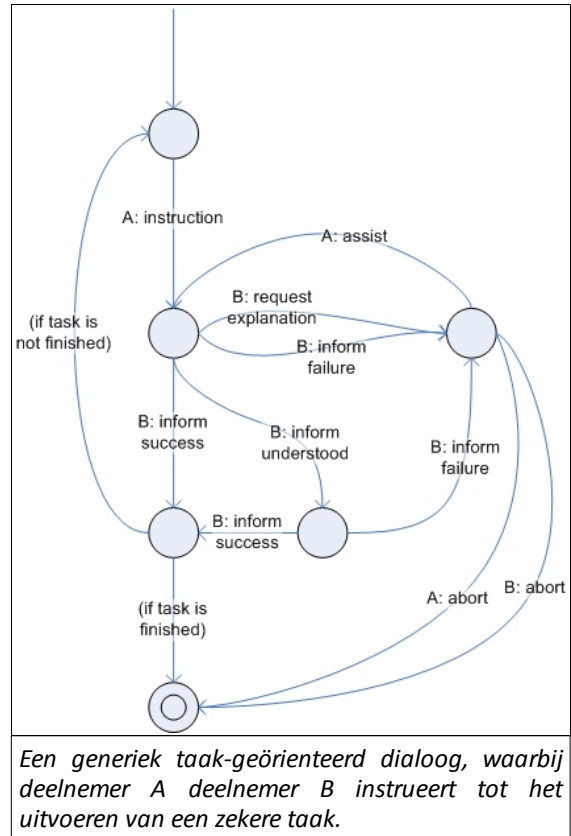 A: instruction
A: assist
B: request
explanation
(if task is
not finished)
B: inform
failure
B: inform
success
B: inform
understood
B: inform
failure
B: inform
success
(if task is
finished)
A: abort
B: abort
Een generiek taak-geörienteerd dialoog, waarbij
deelnemer A deelnemer B instrueert tot het
uitvoeren van een zekere taak.